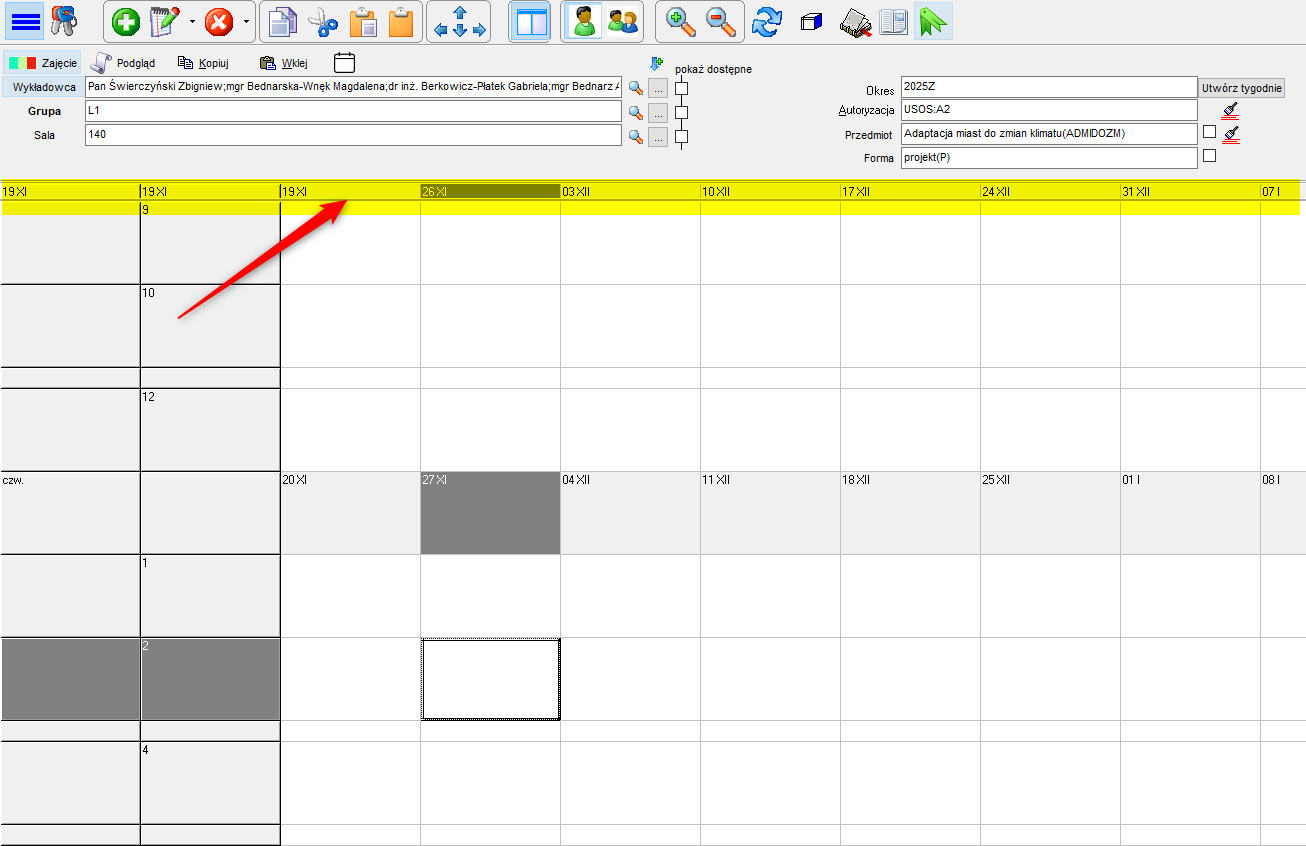 Zajęcie Podgląd Kopiuj Wklej
pokaż dostępne
Wykładowca Pan Świerczyński Zbigniew;mgr Bednarska-Wnęk Magdalena;dr inż. Berkowicz-Płatek Gabriela;mgr Bednarz A ...
Grupa L1 ...
Sala 140 ...
Okres 2025Z Utwórz tygodnie
Autoryzacja USOS:A2
Przedmiot Adaptacja miast do zmian klimatu(ADMIDOZM)
Forma projekt(P)
19 XI 19 XI 19 XI 26 XI 03 XII 10 XII 17 XII 24 XII 31 XII 07 I
9
10
12
czw. 20 XI 27 XI 04 XII 11 XII 18 XII 25 XII 01 I 08 I
1
2
4